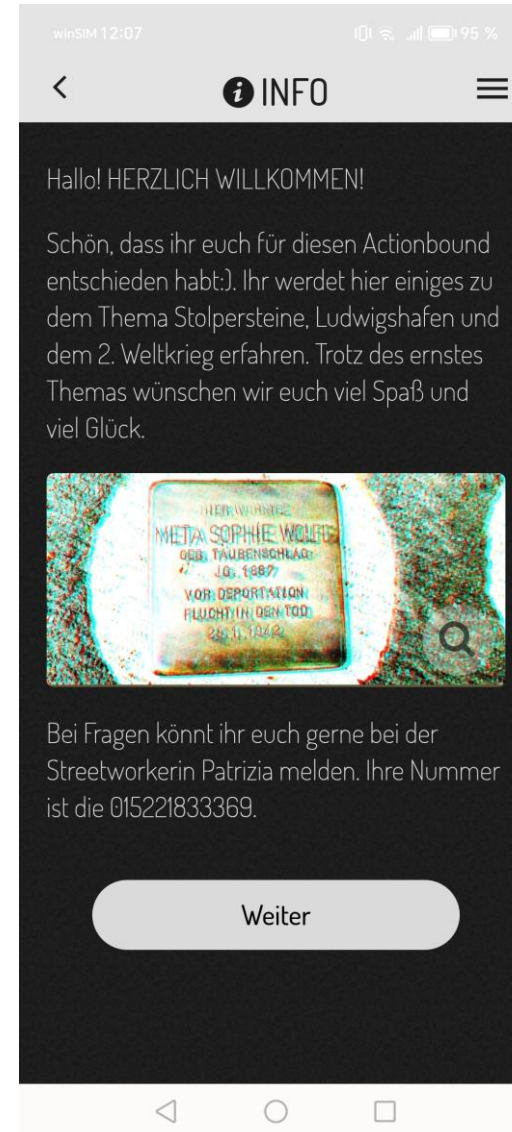 winSIM 12:07
95 %
INFO
Hallo! HERZLICH WILLKOMMEN!
Schön, dass ihr euch für diesen Actionbound
entschieden habt:). Ihr werdet hier einiges zu
dem Thema Stolpersteine, Ludwigshafen und
dem 2. Weltkrieg erfahren. Trotz des ernstes
Themas wünschen wir euch viel Spaß und
viel Glück.
HIER WOHNTE
META SOPHIE WOLFF
GEB. TAUBENSCHLAG
JG. 1887
VOR DEPORTATION
FLUCHT IN DEN TOD
1942
Bei Fragen könnt ihr euch gerne bei der
Streetworkerin Patrizia melden. Ihre Nummer
ist die 015221833369.
Weiter